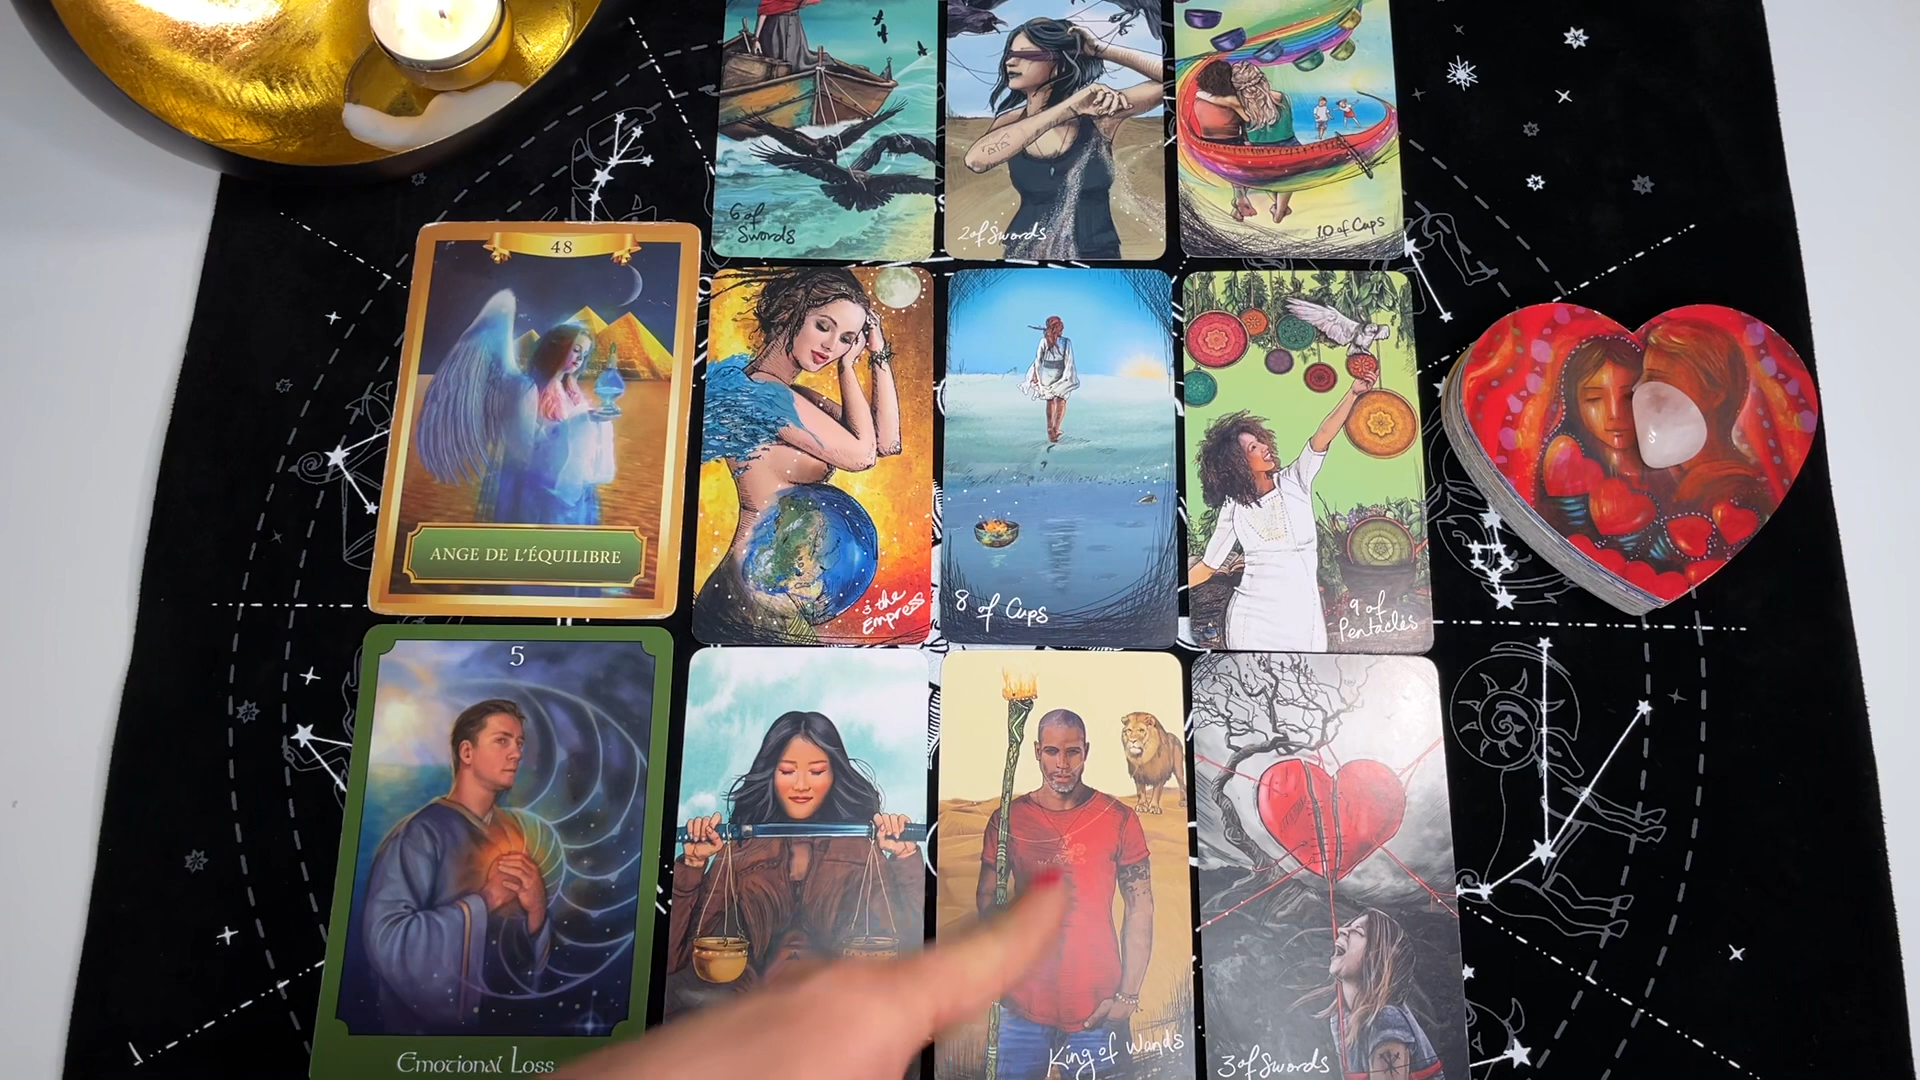 6 of
Swords
2 of Swords
10 of Cups
48
ANGE DE L'ÉQUILIBRE
3 the
Empress
8 of Cups
9 of
Pentacles
5
Emotional Loss
King of Wands
3 of Swords